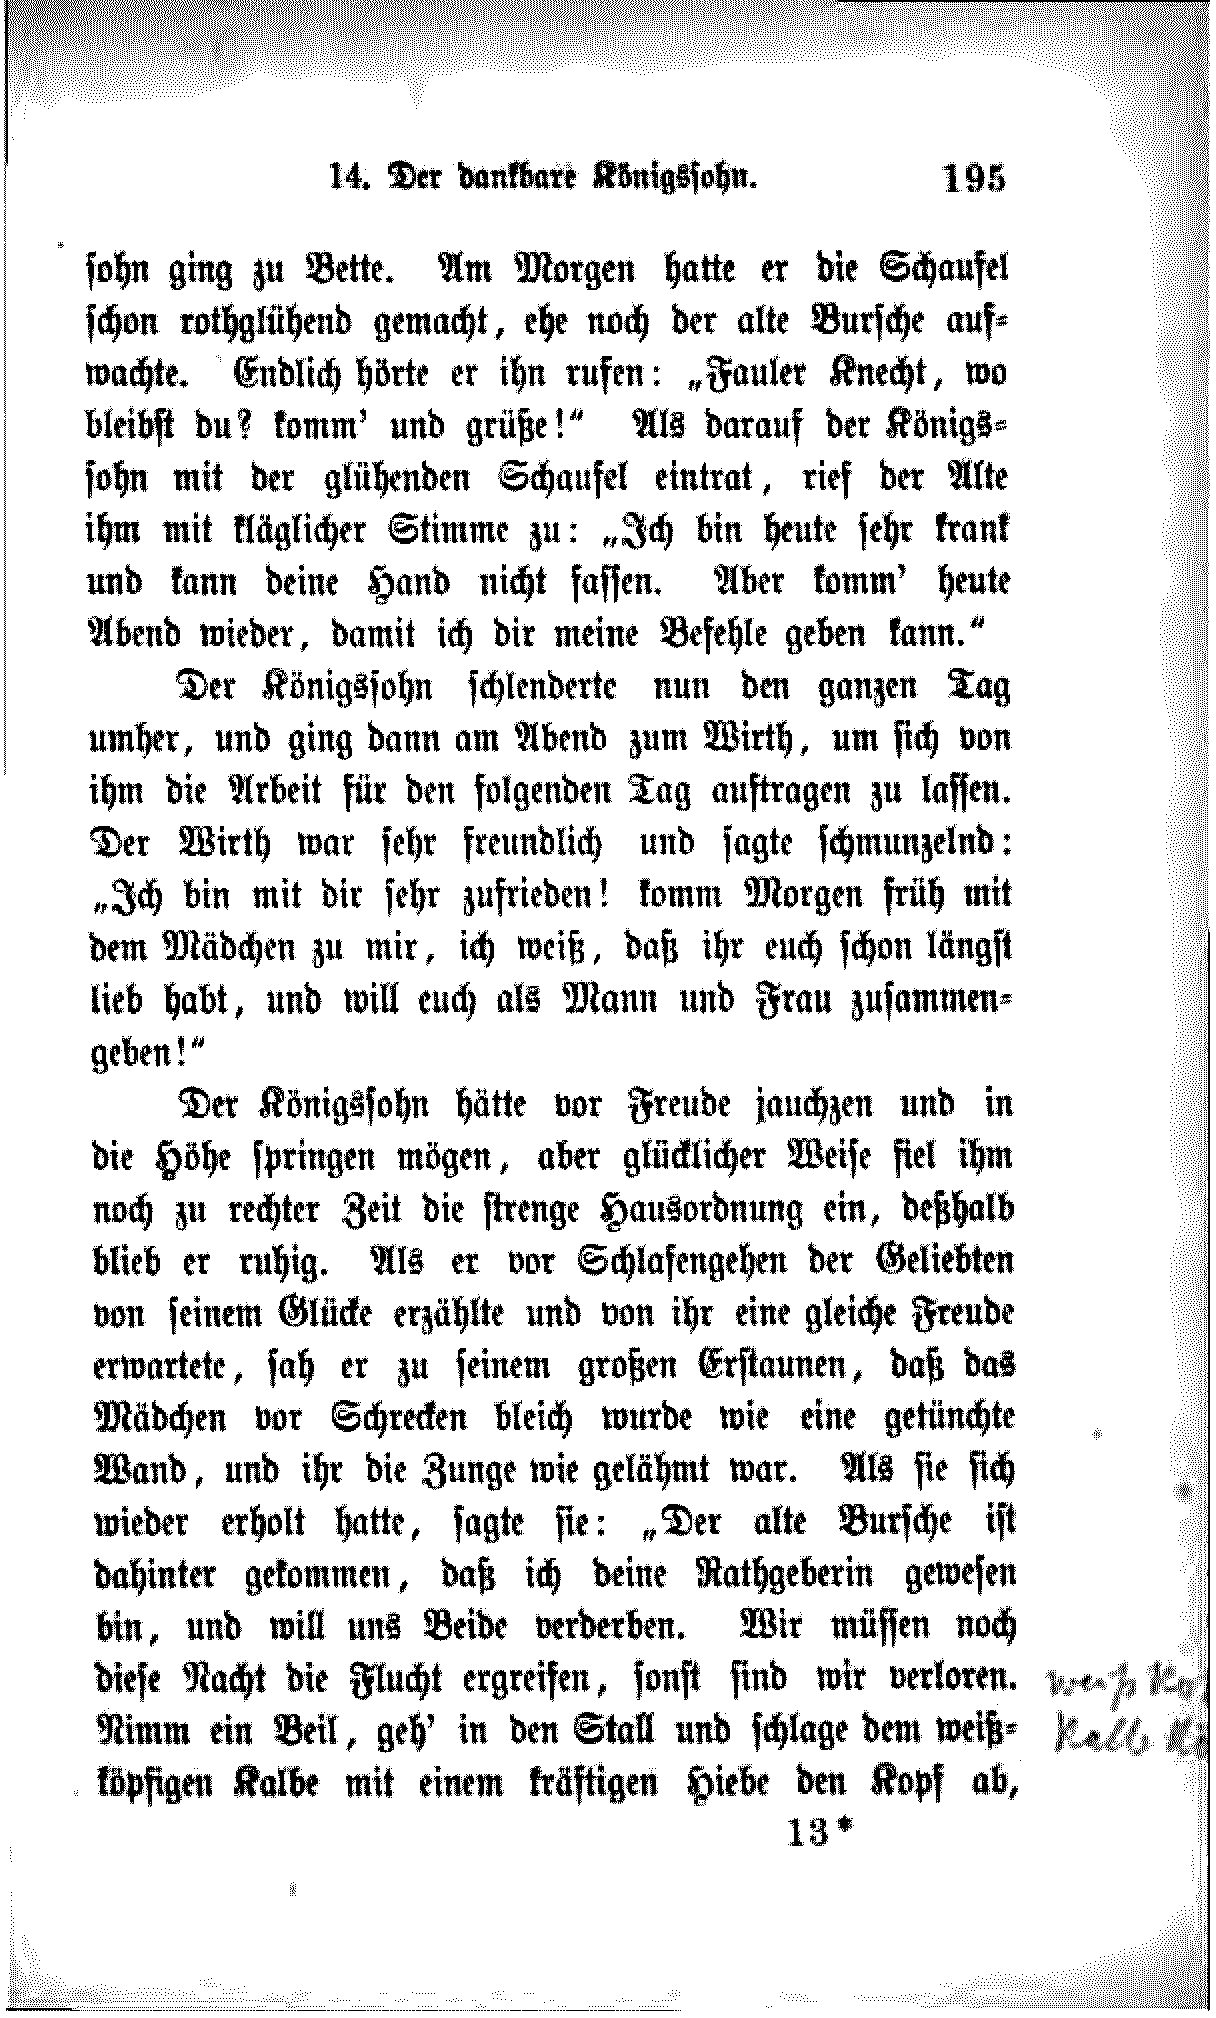 14. Der dankbare Königssohn. 195
sohn ging zu Bette. Am Morgen hatte er die Schaufel
schon rothglühend gemacht, ehe noch der alte Bursche auf=
wachte. Endlich hörte er ihn rufen: „Fauler Knecht, wo
bleibst du? komm' und grüße!“ Als darauf der Königs=
sohn mit der glühenden Schaufel eintrat, rief der Alte
ihm mit kläglicher Stimme zu: „Ich bin heute sehr krank
und kann deine Hand nicht fassen. Aber komm' heute
Abend wieder, damit ich dir meine Befehle geben kann.“
Der Königssohn schlenderte nun den ganzen Tag
umher, und ging dann am Abend zum Wirth, um sich von
ihm die Arbeit für den folgenden Tag auftragen zu lassen.
Der Wirth war sehr freundlich und sagte schmunzelnd:
„Ich bin mit dir sehr zufrieden! komm Morgen früh mit
dem Mädchen zu mir, ich weiß, daß ihr euch schon längst
lieb habt, und will euch als Mann und Frau zusammen=
geben!“
Der Königssohn hätte vor Freude jauchzen und in
die Höhe springen mögen, aber glücklicher Weise fiel ihm
noch zu rechter Zeit die strenge Hausordnung ein, deßhalb
blieb er ruhig. Als er vor Schlafengehen der Geliebten
von seinem Glücke erzählte und von ihr eine gleiche Freude
erwartete, sah er zu seinem großen Erstaunen, daß das
Mädchen vor Schrecken bleich wurde wie eine getünchte
Wand, und ihr die Zunge wie gelähmt war. Als sie sich
wieder erholt hatte, sagte sie: „Der alte Bursche ist
dahinter gekommen, daß ich deine Rathgeberin gewesen
bin, und will uns Beide verderben. Wir müssen noch
diese Nacht die Flucht ergreifen, sonst sind wir verloren.
Nimm ein Beil, geh' in den Stall und schlage dem weiß=
köpfigen Kalbe mit einem kräftigen Hiebe den Kopf ab,
13*
weiß
Kalb